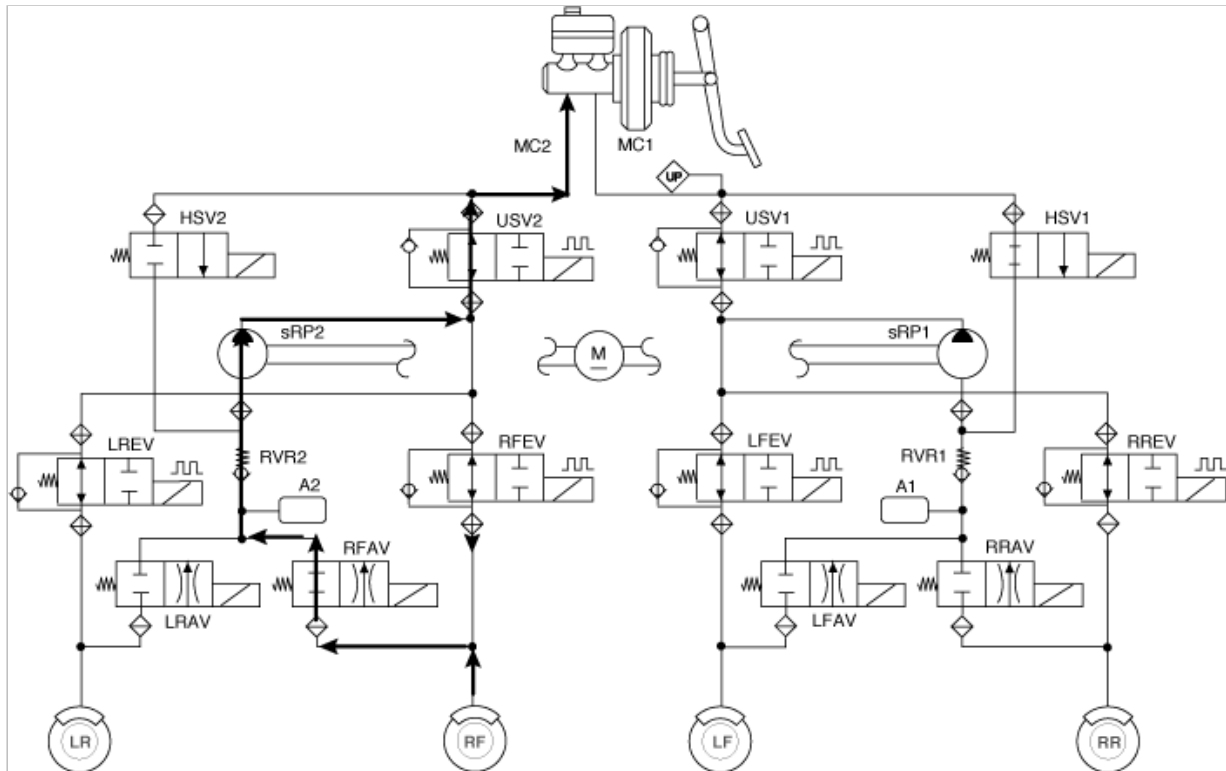 MC2 MC1
UP
HSV2 USV2 USV1 HSV1
sRP2 M sRP1
LREV RFEV LFEV RREV
RVR2 RVR1
A2 A1
RFAV RRAV
LRAV LFAV
LR RF LF RR